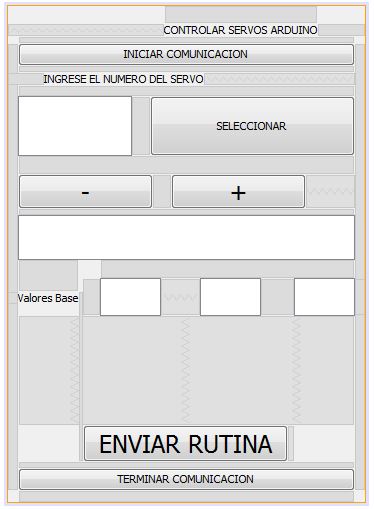 CONTROLAR SERVOS ARDUINO
INICIAR COMUNICACION
INGRESE EL NUMERO DEL SERVO
SELECCIONAR
- +
Valores Base
ENVIAR RUTINA
TERMINAR COMUNICACION